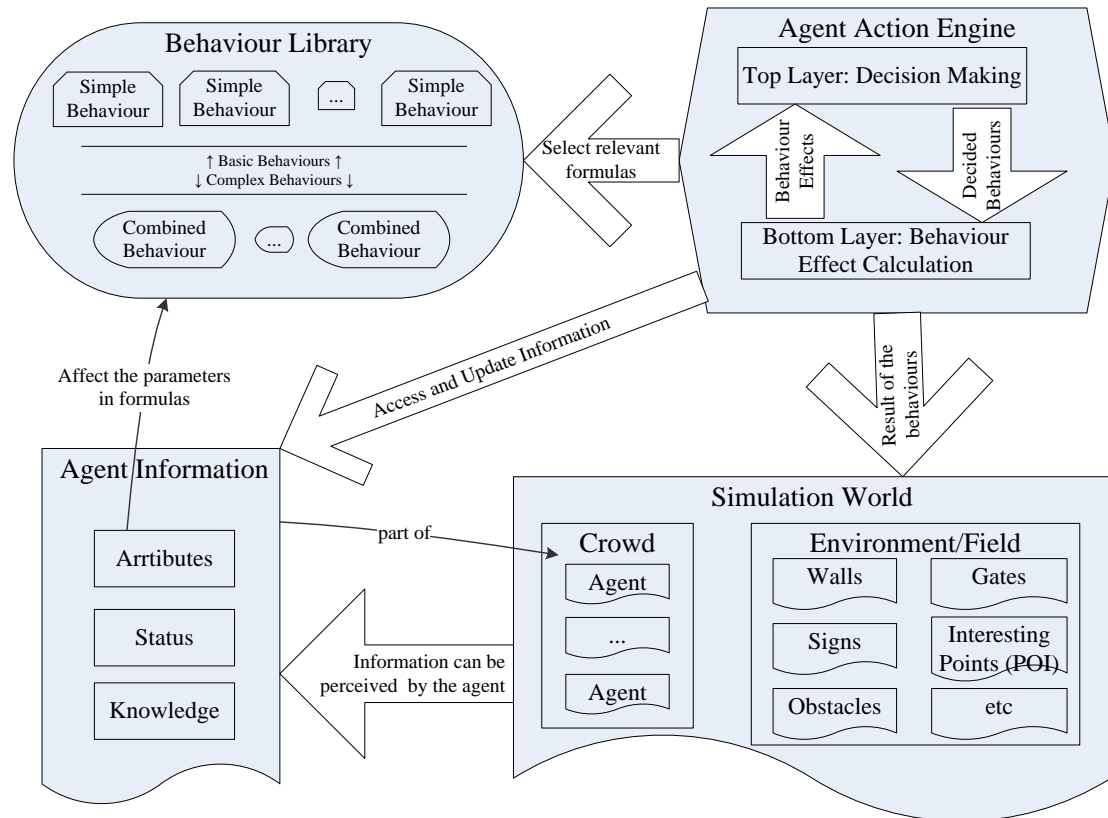 Behaviour Library
Simple
Behaviour
Simple
Behaviour
...
Simple
Behaviour
↑ Basic Behaviours ↑
↓ Complex Behaviours ↓
Combined
Behaviour
...
Combined
Behaviour
Select relevant
formulas
Agent Action Engine
Top Layer: Decision Making
Behaviour
Effects
Decided
Behaviours
Bottom Layer: Behaviour
Effect Calculation
Affect the parameters
in formulas
Access and Update Information
Result of the
behaviours
Agent Information
Arrtibutes
Status
Knowledge
part of
Information can be
perceived by the agent
Simulation World
Crowd
Agent
...
Agent
Environment/Field
Walls
Gates
Signs
Interesting
Points (POI)
Obstacles
etc